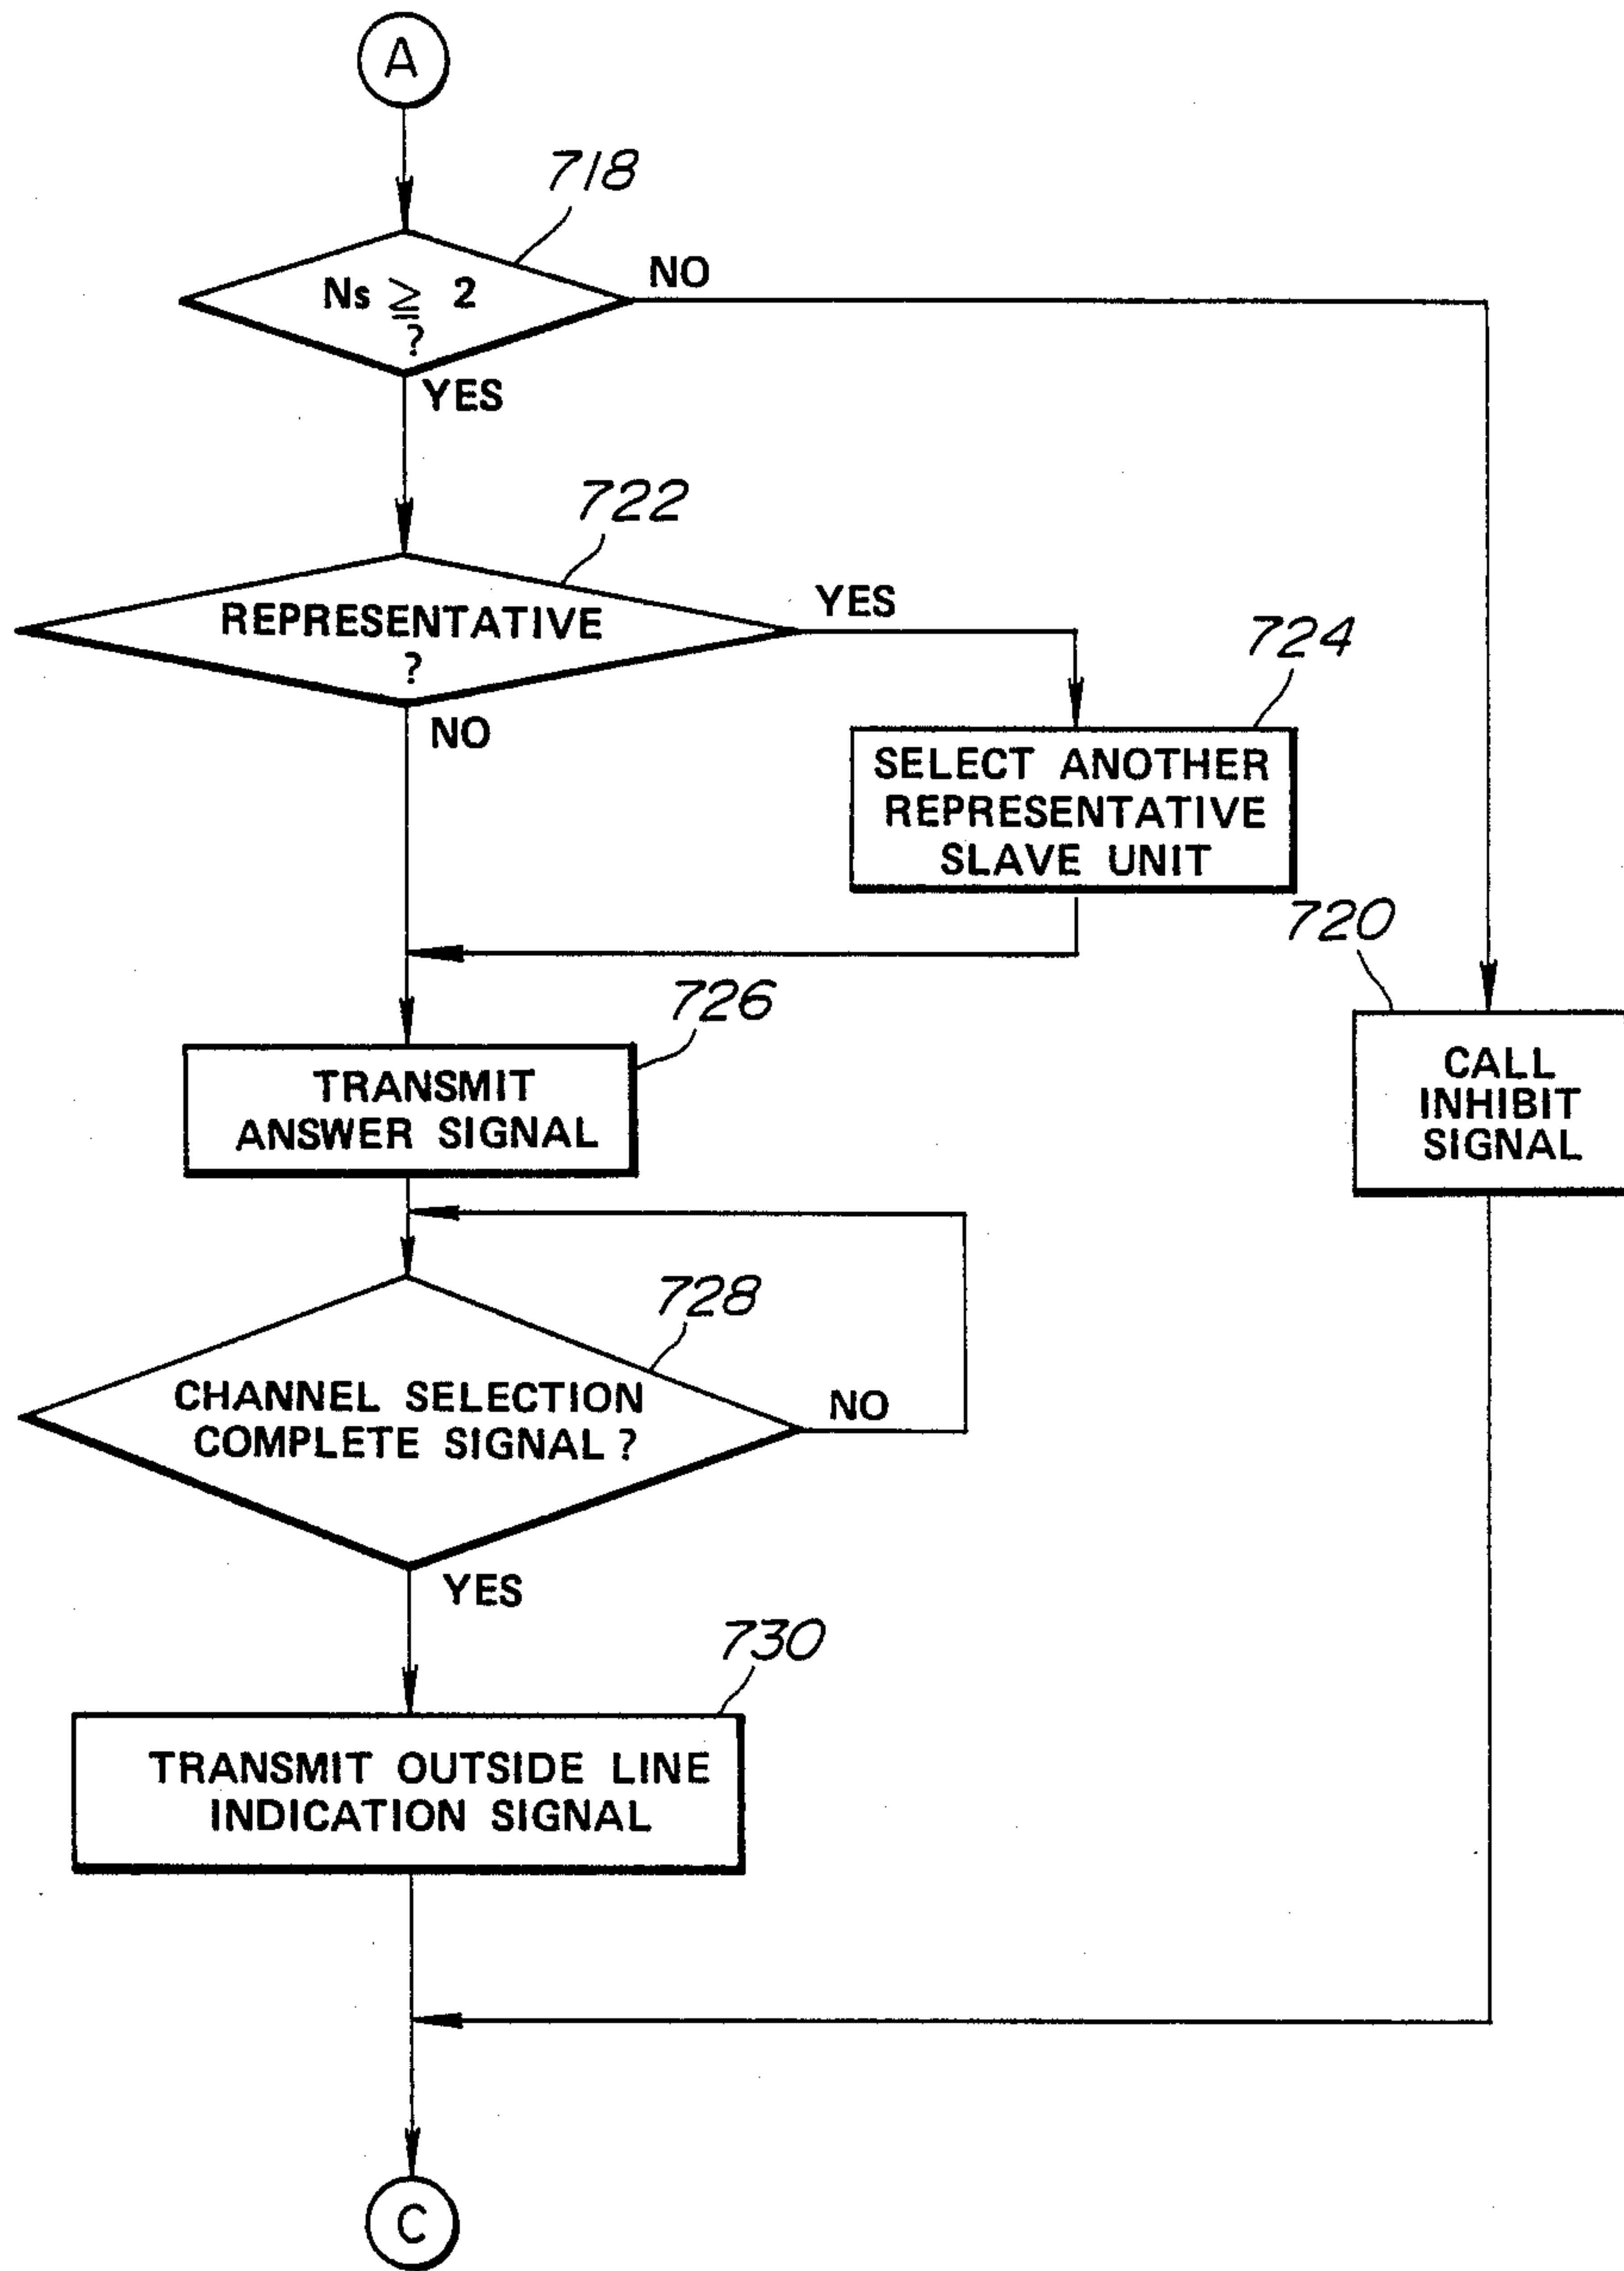 A
718
Ns ≧ 2
?
NO
YES
722
REPRESENTATIVE
?
YES
NO
724
SELECT ANOTHER
REPRESENTATIVE
SLAVE UNIT
720
CALL
INHIBIT
SIGNAL
726
TRANSMIT
ANSWER SIGNAL
728
CHANNEL SELECTION
COMPLETE SIGNAL ?
NO
YES
730
TRANSMIT OUTSIDE LINE
INDICATION SIGNAL
C